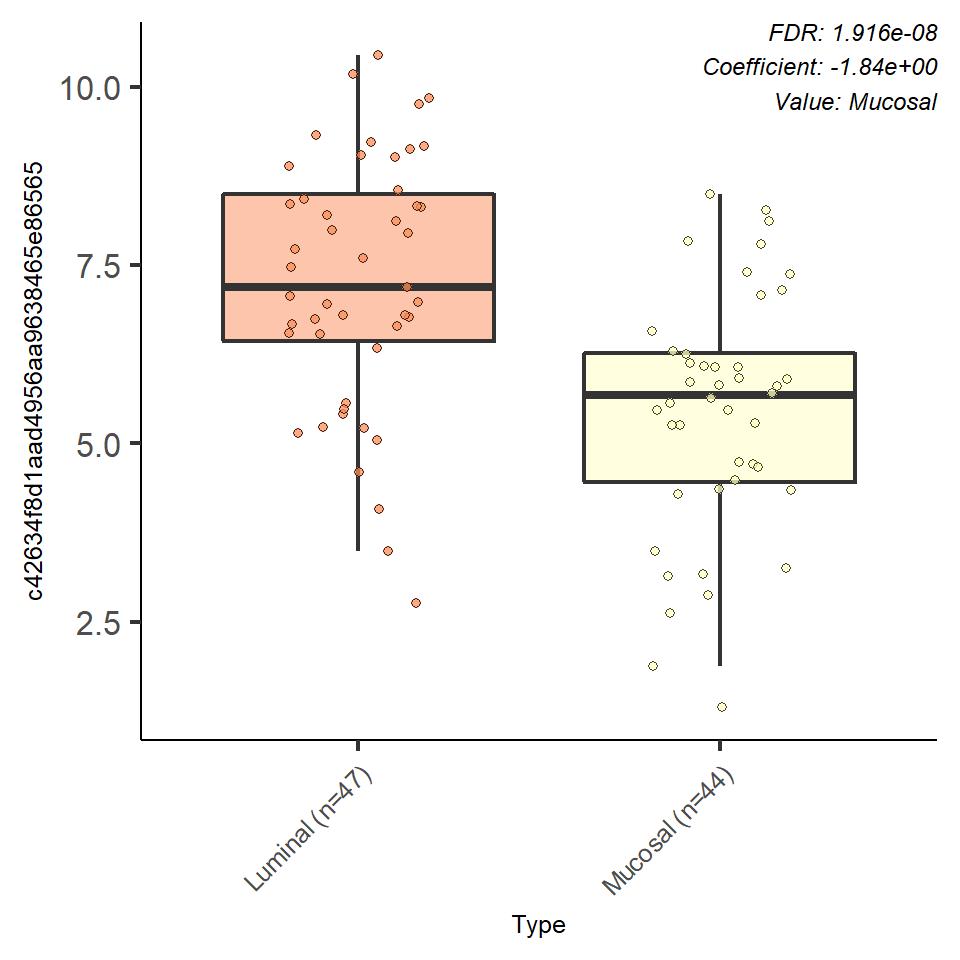 FDR: 1.916e-08
Coefficient: -1.84e+00
Value: Mucosal
c42634f8d1aad4956aa9638465e86565
10.0
7.5
5.0
2.5
Luminal (n=47)
Mucosal (n=44)
Type